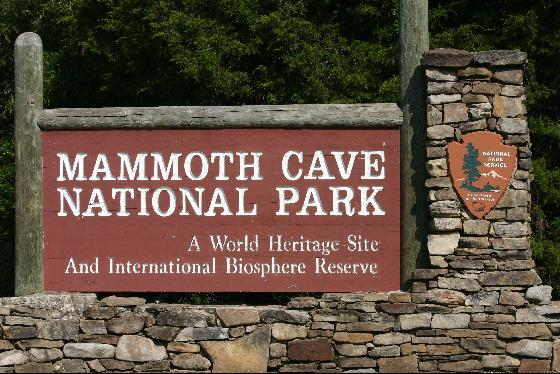 MAMMOTH CAVE
NATIONAL PARK
A World Heritage Site
And International Biosphere Reserve
NATIONAL
PARK
SERVICE